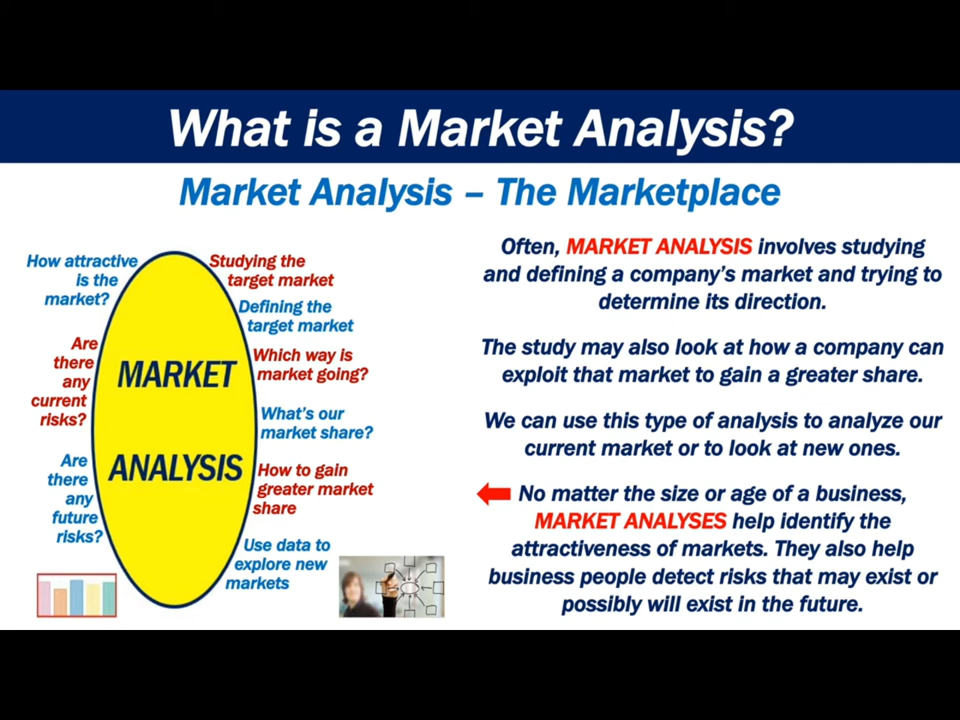 What is a Market Analysis?
Market Analysis – The Marketplace
How attractive
is the
market?
Are
there
any
current
risks?
Are
there
any
future
risks?
MARKET
ANALYSIS
Studying the
target market
Defining the
target market
Which way is
market going?
What's our
market share?
How to gain
greater market
share
Use data to
explore new
markets
Often, MARKET ANALYSIS involves studying
and defining a company's market and trying to
determine its direction.
The study may also look at how a company can
exploit that market to gain a greater share.
We can use this type of analysis to analyze our
current market or to look at new ones.
No matter the size or age of a business,
MARKET ANALYSES help identify the
attractiveness of markets. They also help
business people detect risks that may exist or
possibly will exist in the future.